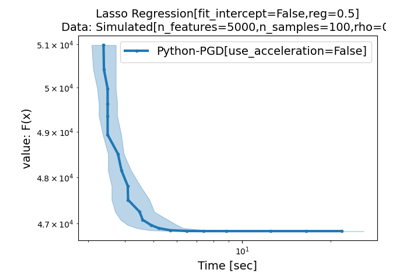 Lasso Regression[fit_intercept=False,reg=0.5]
Data: Simulated[n_features=5000,n_samples=100,rho=0
Python-PGD[use_acceleration=False]
value: F(x)
5.1 × 10⁴
5 × 10⁴
4.9 × 10⁴
4.8 × 10⁴
4.7 × 10⁴
10¹
Time [sec]